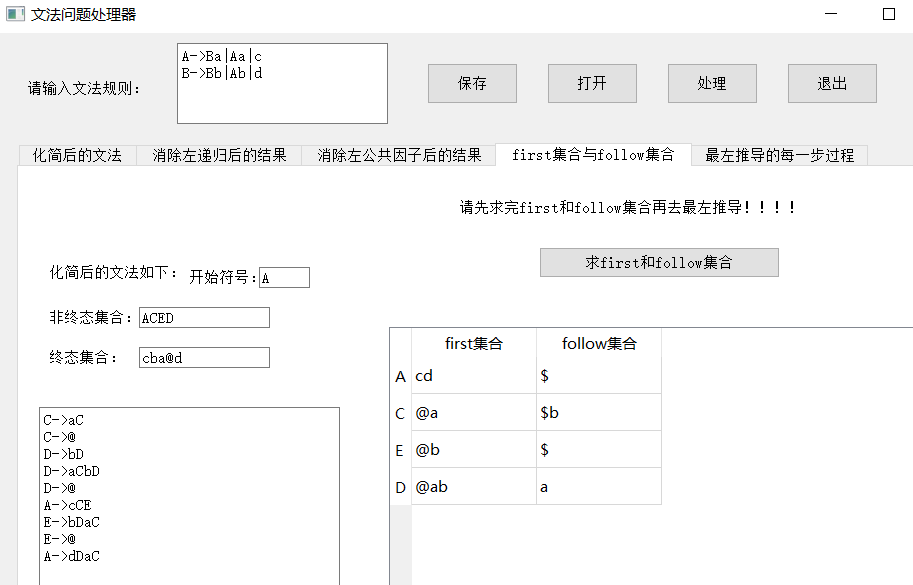 文法问题处理器
请输入文法规则:
A->Ba|Aa|c
B->Bb|Ab|d
保存
打开
处理
退出
化简后的文法
消除左递归后的结果
消除左公共因子后的结果
first集合与follow集合
最左推导的每一步过程
请先求完first和follow集合再去最左推导!!!!
求first和follow集合
化简后的文法如下:
开始符号:A
非终态集合:ACED
终态集合: cba@d
C->aC
C->@
D->bD
D->aCbD
D->@
A->cCE
E->bDaC
E->@
A->dDaC
first集合 follow集合
A cd $
C @a $b
E @b $
D @ab a